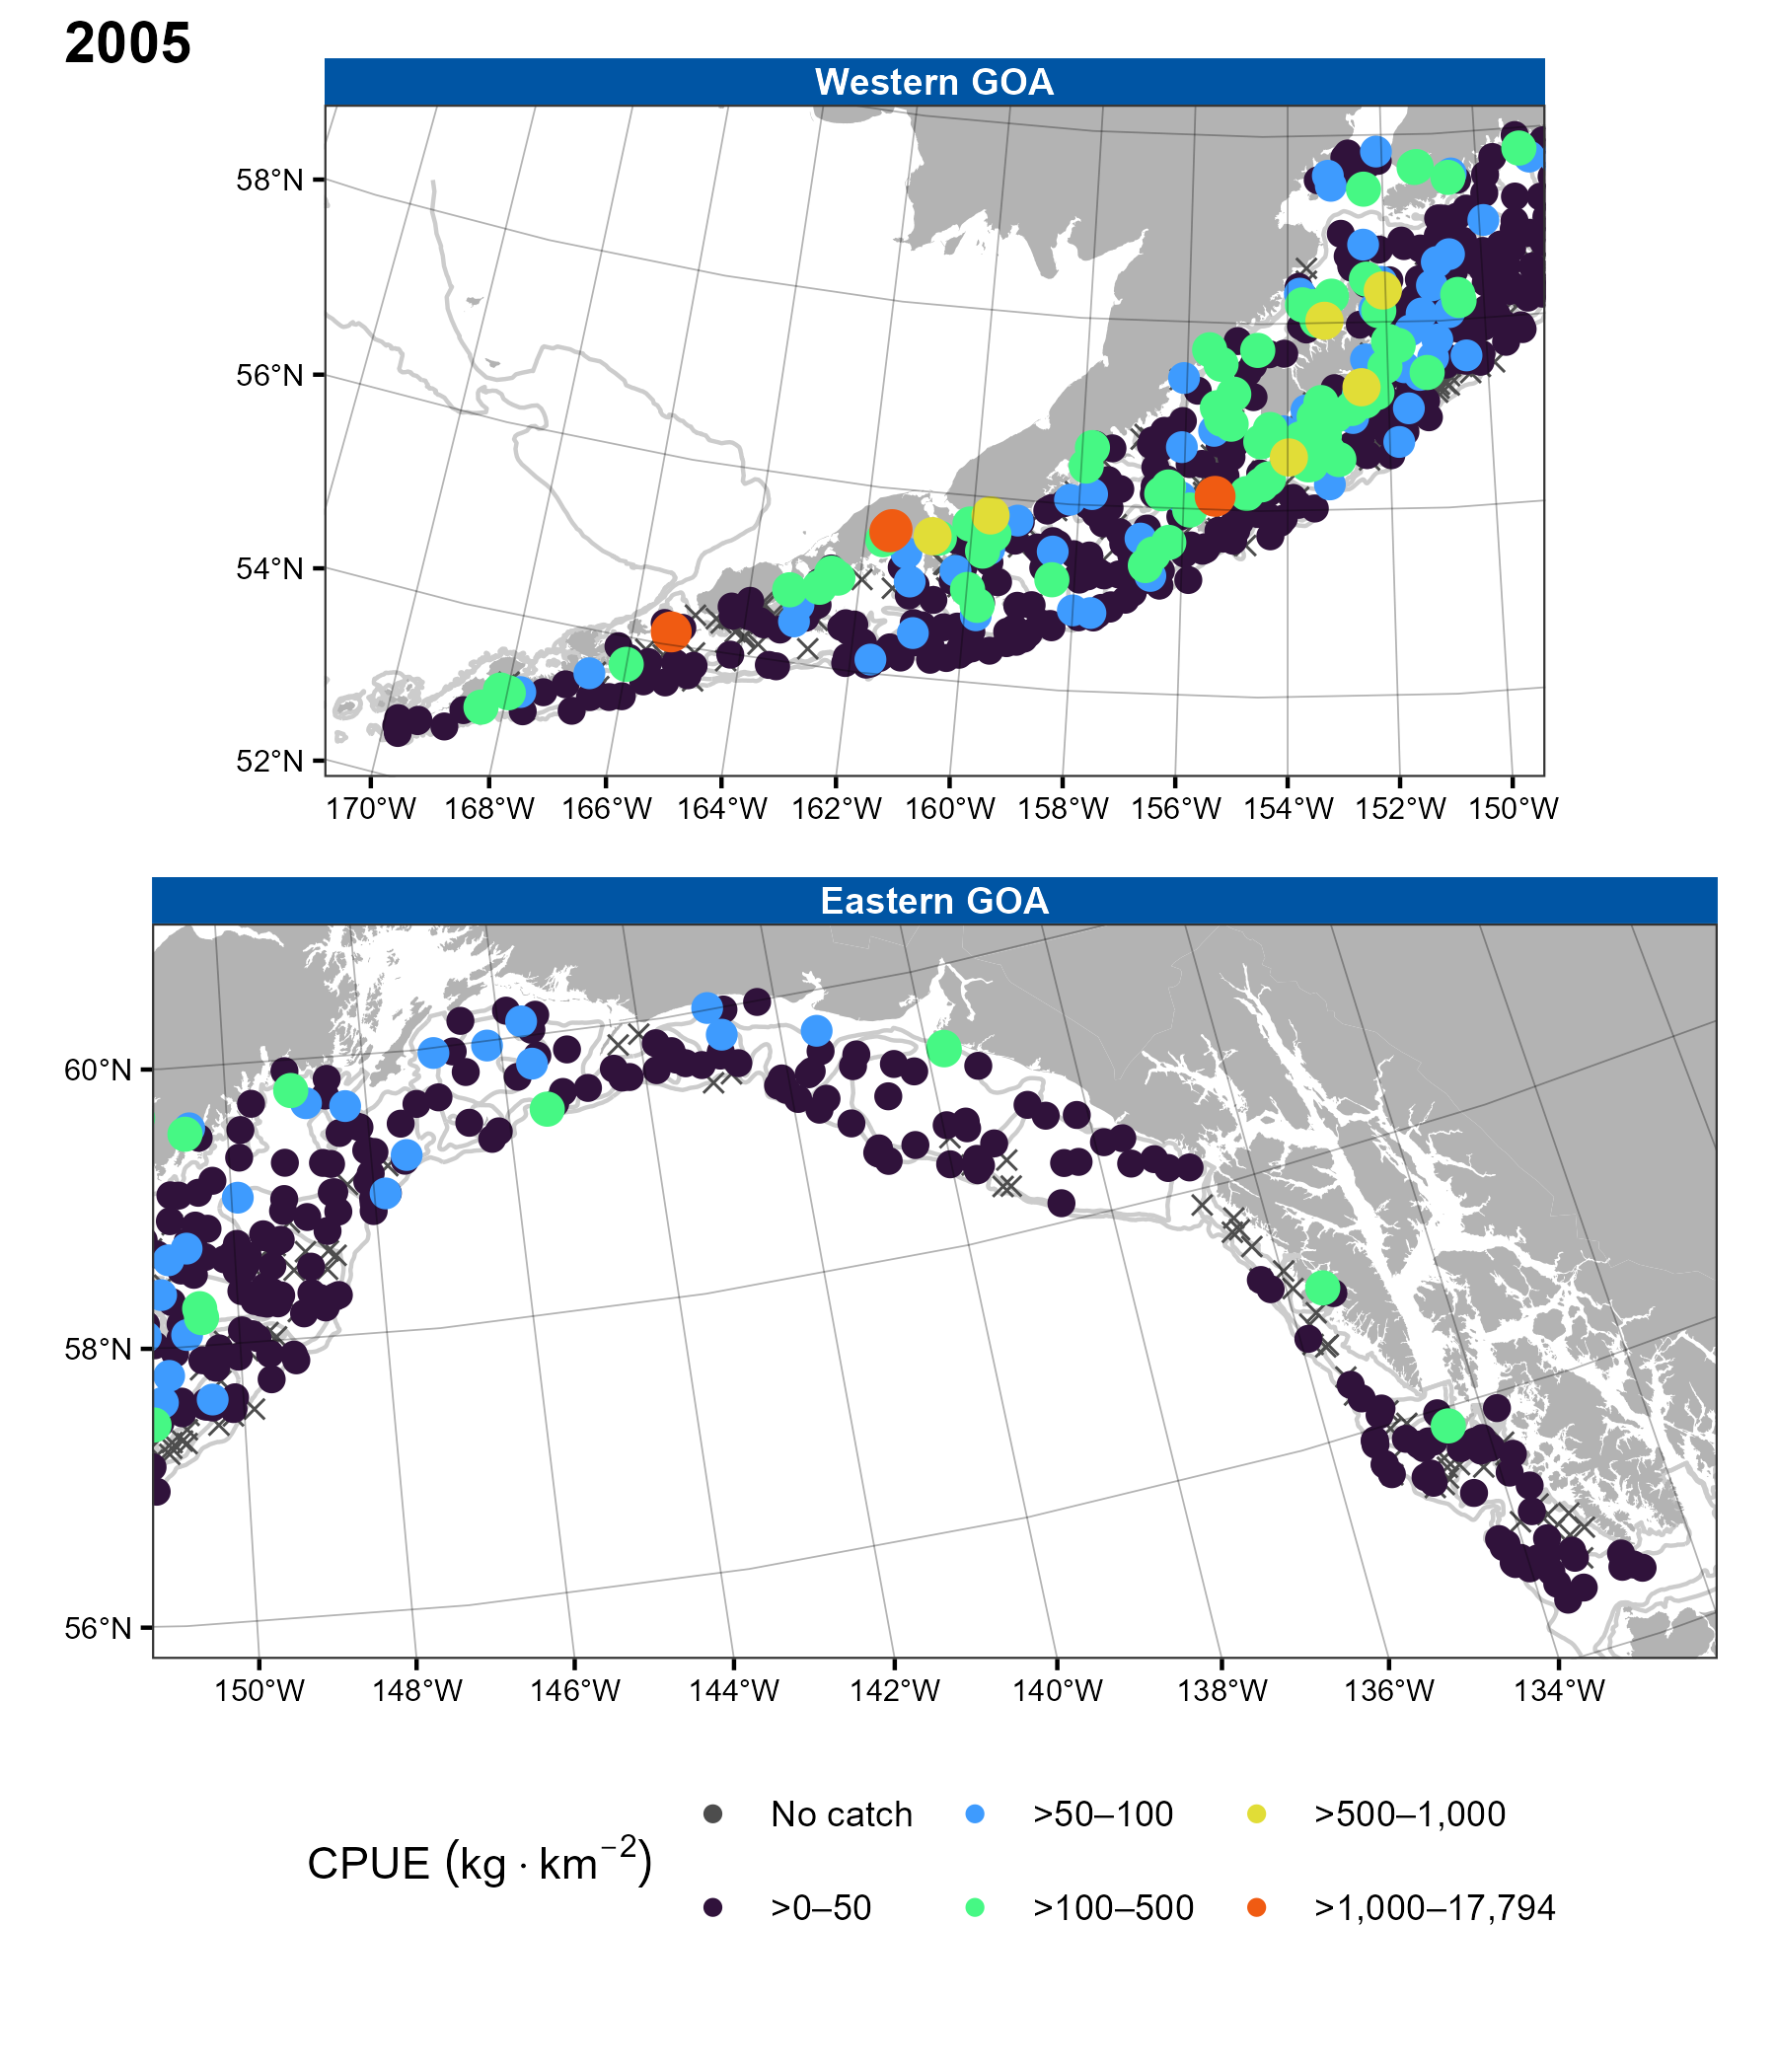 2005
Western GOA
58°N
56°N
54°N
52°N
170°W 168°W 166°W 164°W 162°W 160°W 158°W 156°W 154°W 152°W 150°W
Eastern GOA
60°N
58°N
56°N
150°W 148°W 146°W 144°W 142°W 140°W 138°W 136°W 134°W
CPUE (kg · km⁻²)
No catch >50–100 >500–1,000
>0–50 >100–500 >1,000–17,794